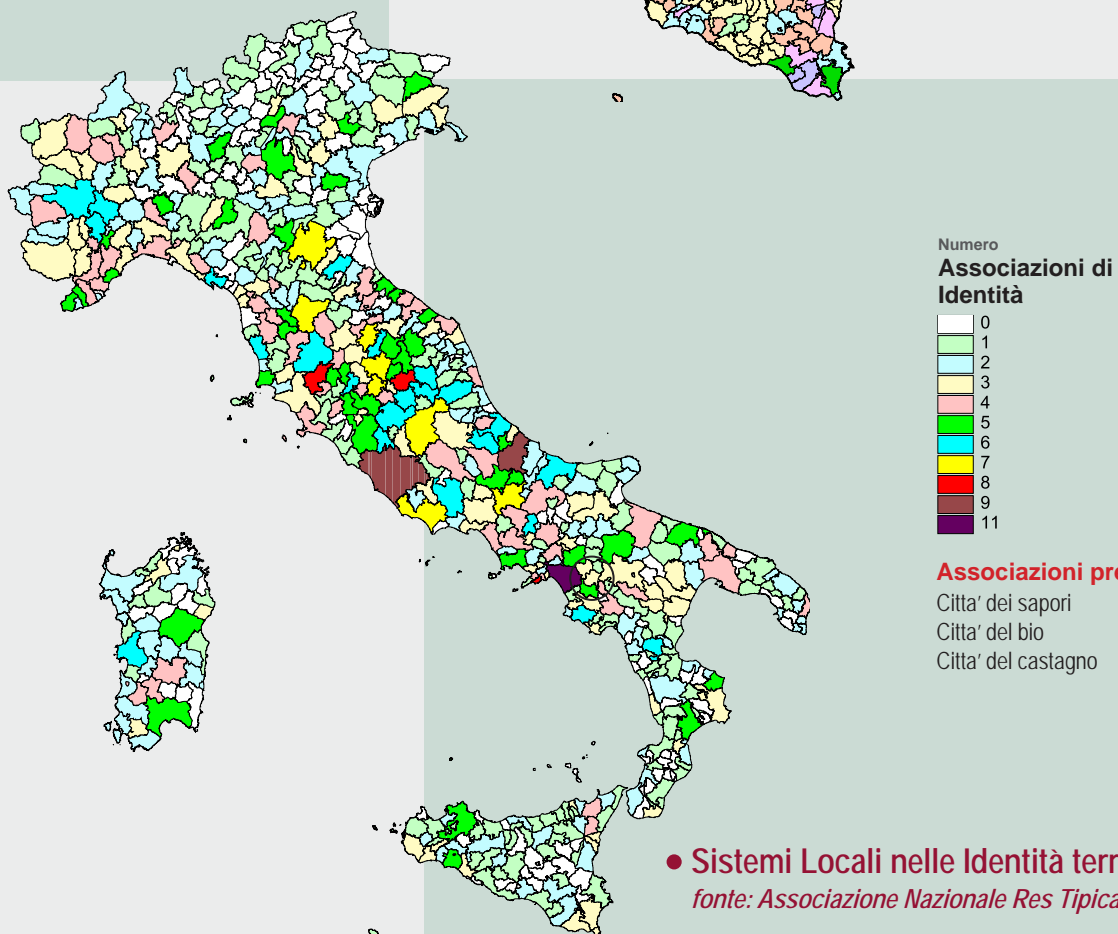 Numero
Associazioni di
Identità
0
1
2
3
4
5
6
7
8
9
11
Associazioni pr
Citta' dei sapori
Citta' del bio
Citta' del castagno
• Sistemi Locali nelle Identità terr
fonte: Associazione Nazionale Res Tipica